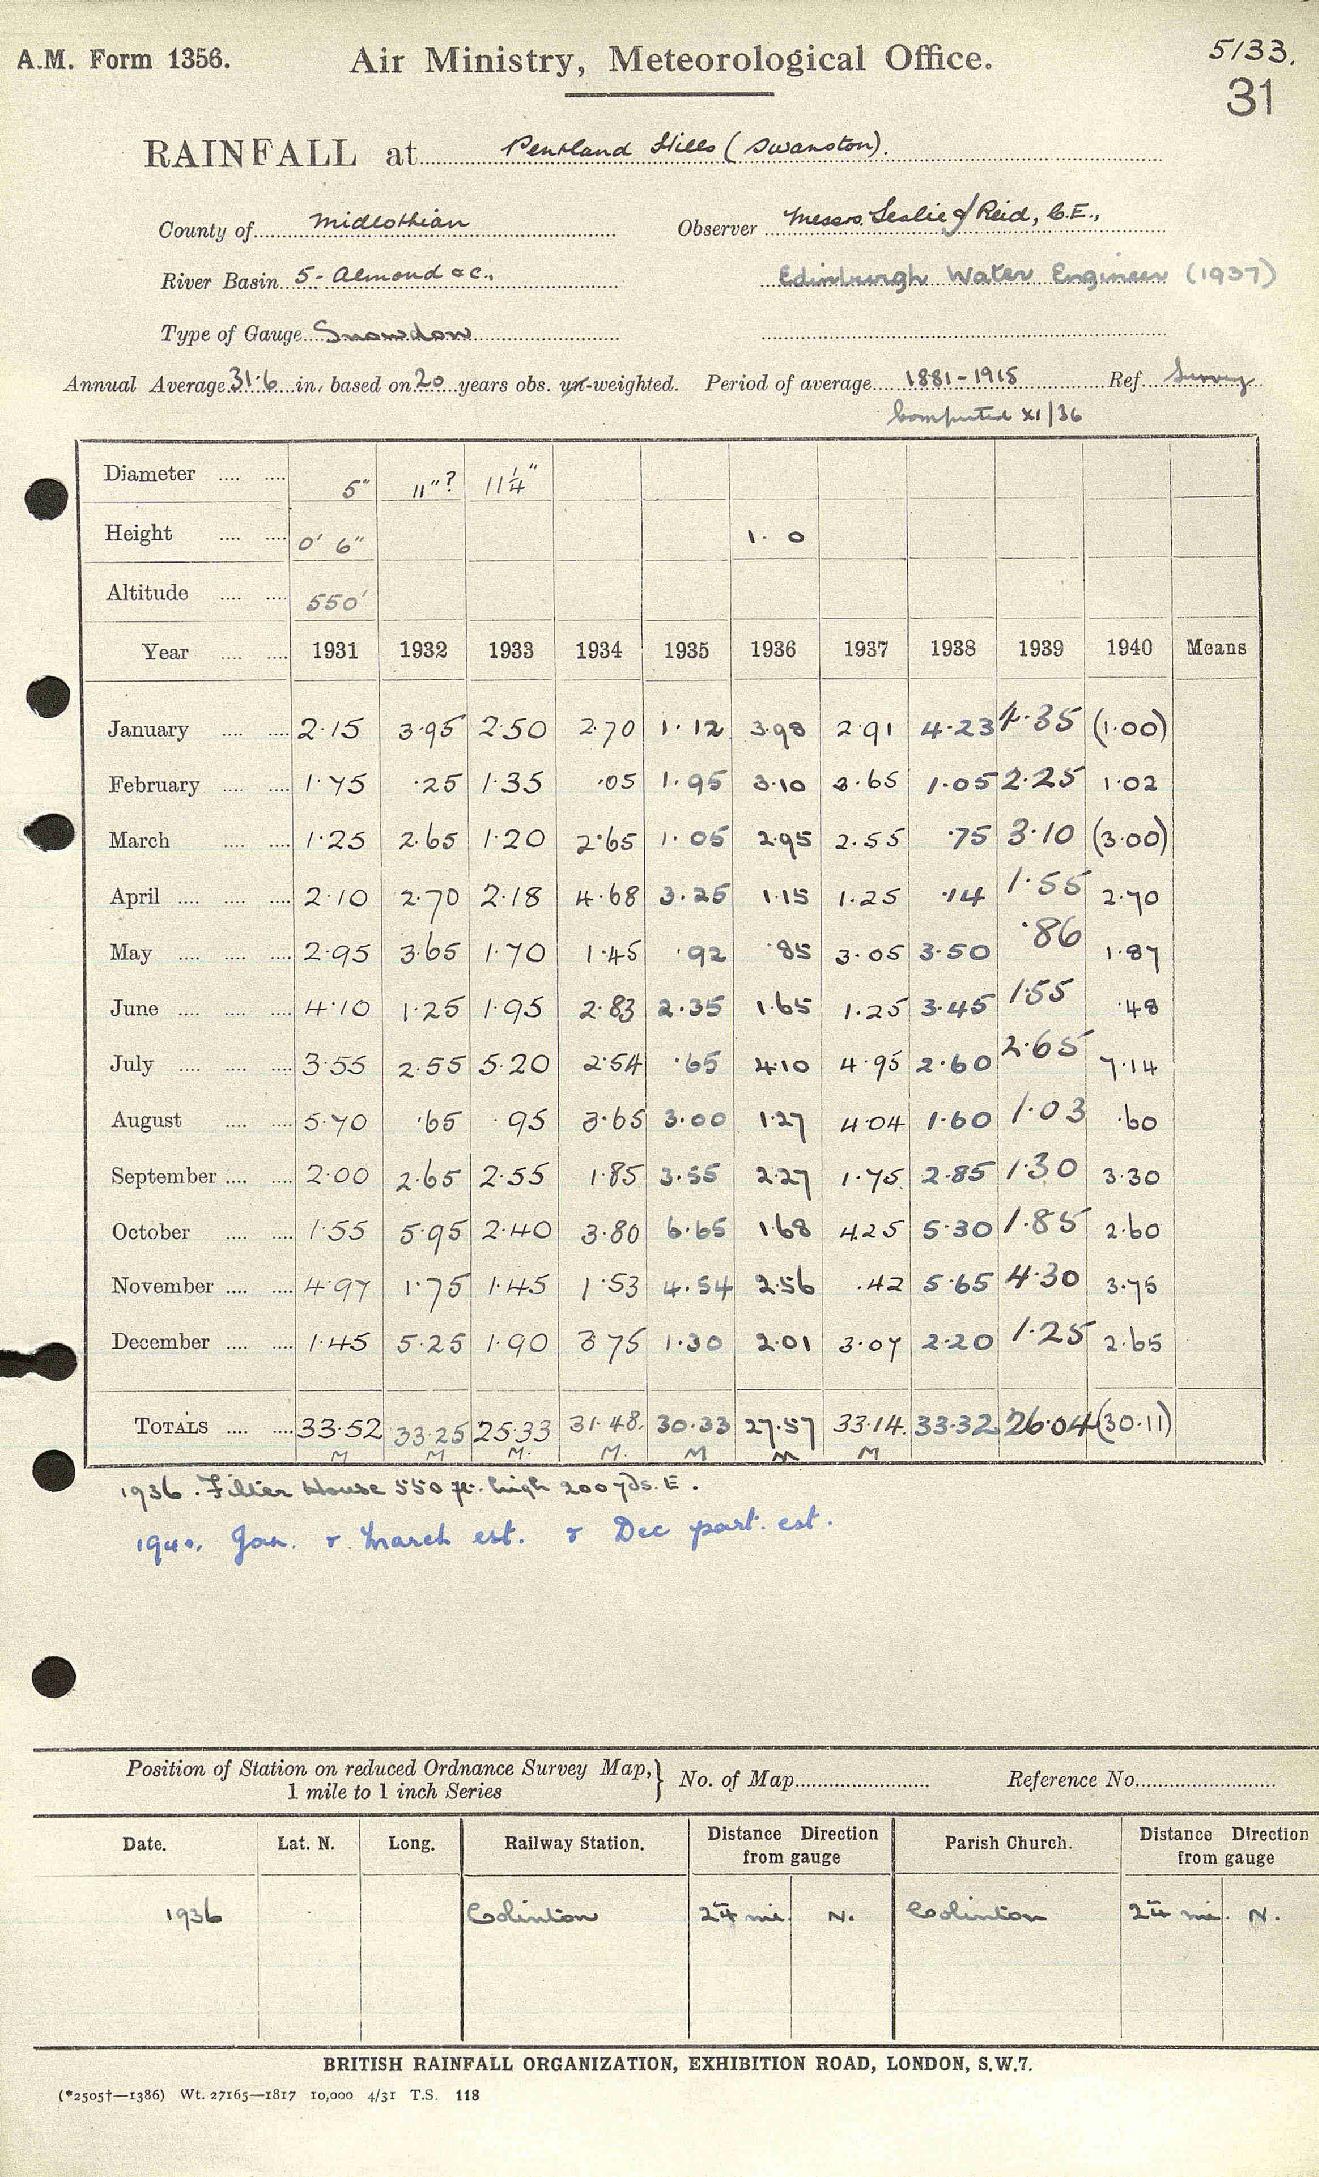 A.M. Form 1356. Air Ministry, Meteorological Office. 5133.
31
RAINFALL at Pentland Hills (Swanston).
County of Midlothian Observer Messrs. Leslie & Reid, C.E.,
River Basin 5 - Almond &c. Edinburgh Water Engineer (1937)
Type of Gauge Snowdon
Annual Average 31.6 in. based on 20 years obs. un-weighted. Period of average 1881-1915 Ref. Survey
Computed XI/36
Diameter .... .... 5" 11"? 11¼"
Height .... .... 0' 6" 1. 0
Altitude .... .... 550'
Year .... .... 1931 1932 1933 1934 1935 1936 1937 1938 1939 1940 Means
January .... .... 2.15 3.95 2.50 2.70 1.12 3.98 2.91 4.23 4.35 (1.00)
February .... .... 1.75 .25 1.35 .05 1.95 3.10 3.65 1.05 2.25 1.02
March .... .... 1.25 2.65 1.20 2.65 1.05 2.95 2.55 .75 3.10 (3.00)
April .... .... .... 2.10 2.70 2.18 4.68 3.25 1.15 1.25 .14 1.55 2.70
May .... .... .... 2.95 3.65 1.70 1.45 .92 .85 3.05 3.50 .86 1.87
June .... .... .... 4.10 1.25 1.95 2.83 2.35 1.65 1.25 3.45 1.55 .48
July .... .... .... 3.55 2.55 5.20 2.54 .65 4.10 4.95 2.60 2.65 7.14
August .... .... 5.70 .65 .95 3.65 3.00 1.27 4.04 1.60 1.03 .60
September .... .... 2.00 2.65 2.55 1.85 3.55 2.27 1.75 2.85 1.30 3.30
October .... .... 1.55 5.95 2.40 3.80 6.65 1.68 4.25 5.30 1.85 2.60
November .... .... 4.97 1.75 1.45 1.53 4.54 2.56 .42 5.65 4.30 3.75
December .... .... 1.45 5.25 1.90 3.75 1.30 2.01 3.07 2.20 1.25 2.65
TOTALS .... .... 33.52 33.25 25.33 31.48 30.33 27.57 33.14 33.32 26.04 (30.11)
M M M. M. M M M
1936. Filter House 550 ft. high 200 yds. E.
1940. Jan. & March est. & Dec part. est.
Position of Station on reduced Ordnance Survey Map, 1 mile to 1 inch Series } No. of Map.......... Reference No..........
Date. Lat. N. Long. Railway Station. Distance Direction from gauge Parish Church. Distance Direction from gauge
1936 Colinton 2¼ mi. N. Colinton 2¼ mi. N.
BRITISH RAINFALL ORGANIZATION, EXHIBITION ROAD, LONDON, S.W.7.
(*2505†—1386) Wt. 27165—1817 10,000 4/31 T.S. 118